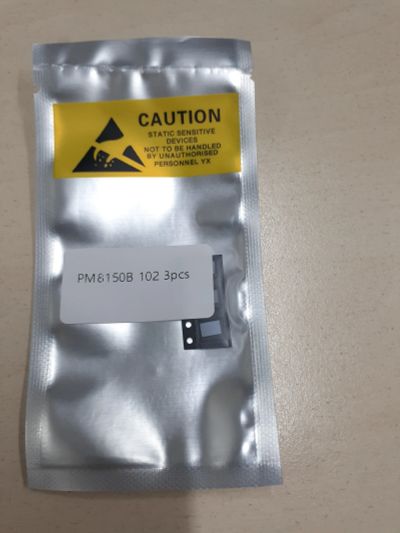 CAUTION
STATIC SENSITIVE
DEVICES
NOT TO BE HANDLED
BY UNAUTHORISED
PERSONNEL YX
PM8150B 102 3pcs